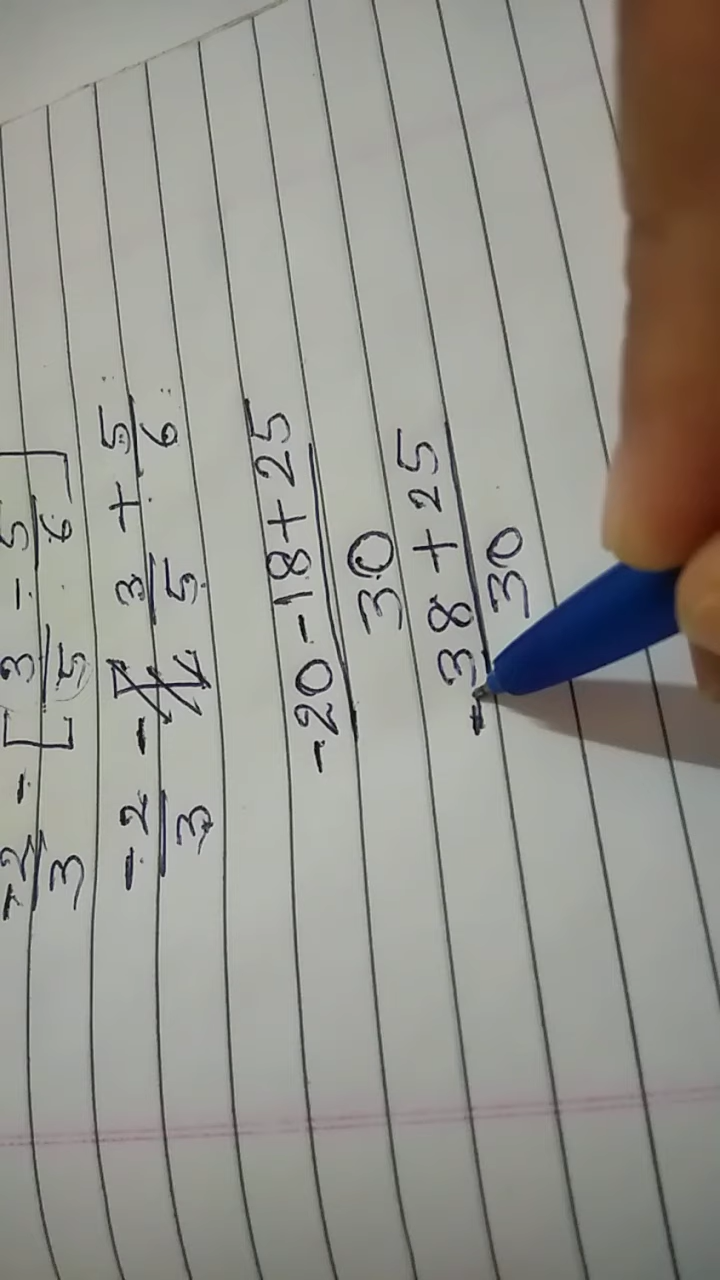 -2/3 - [3/5 - 5/6]
-2/3 - 3/5 + 5/6
-20 - 18 + 25
30
-38 + 25
30